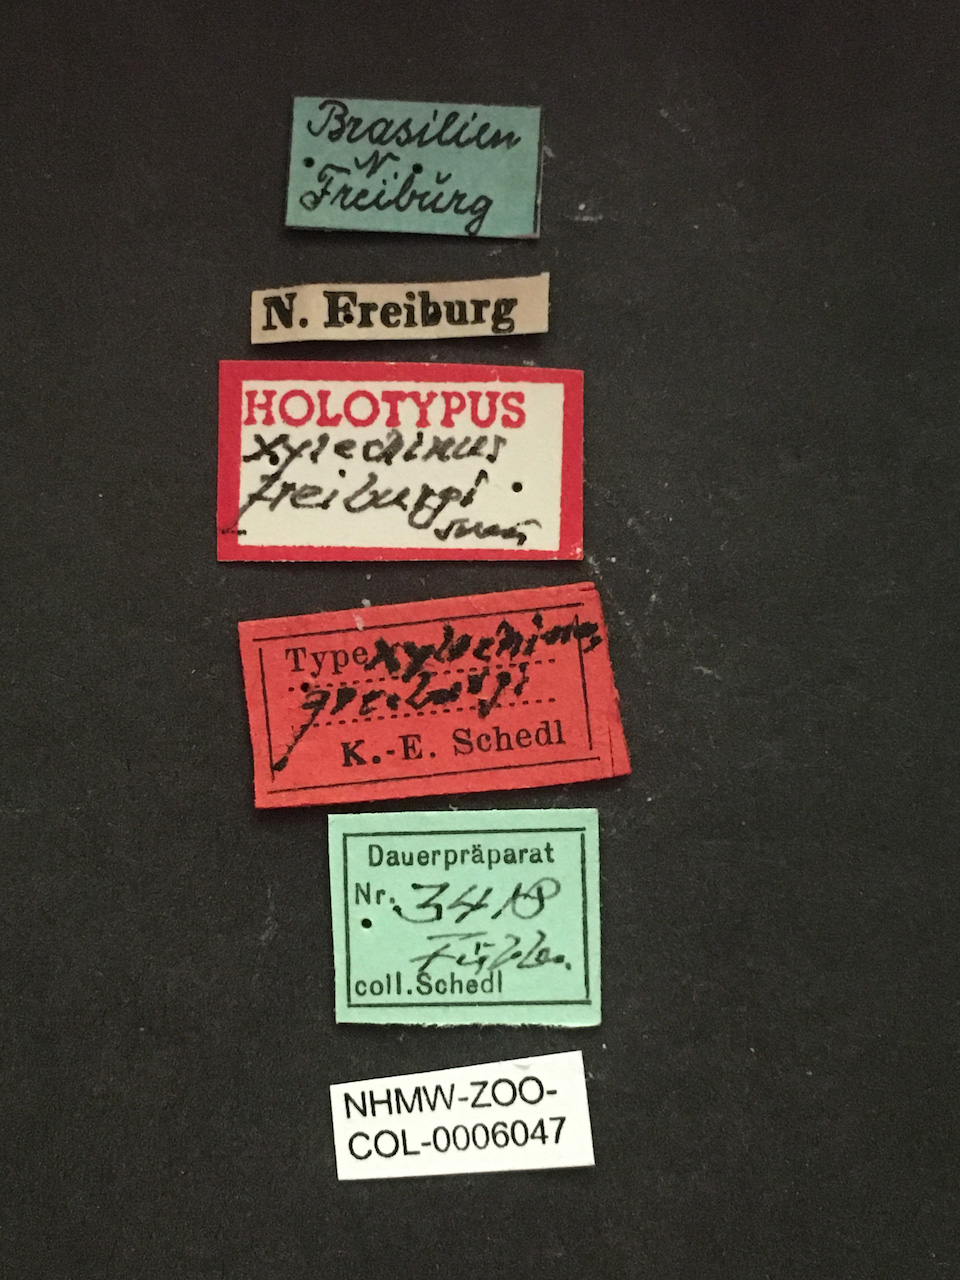 Brasilien
N.
Freibŭrg
N. Freiburg
HOLOTYPUS
xylechinus
freiburgi
Type xylechinus
freiburgi
K.-E. Schedl
Dauerpräparat
Nr. 3418
Fühler.
coll. Schedl
NHMW-ZOO-
COL-0006047